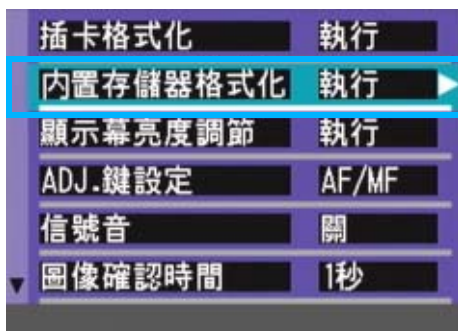 插卡格式化 執行
内置存儲器格式化 執行
顯示幕亮度調節 執行
ADJ.鍵設定 AF/MF
信號音 關
圖像確認時間 1秒